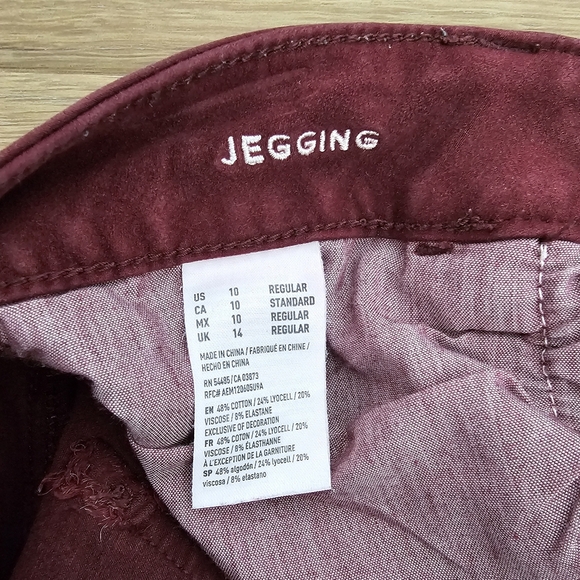 JEGGING
US 10 REGULAR
CA 10 STANDARD
MX 10 REGULAR
UK 14 REGULAR
MADE IN CHINA / FABRIQUÉ EN CHINE /
HECHO EN CHINA
RN 54485/CA 03873
RFC# AEM120605U9A
EN 48% COTTON / 24% LYOCELL / 20%
VISCOSE / 8% ELASTANE
EXCLUSIVE OF DECORATION
FR 48% COTON / 24% LYOCELL / 20%
VISCOSE / 8% ÉLASTHANNE
À L'EXCEPTION DE LA GARNITURE
SP 48% algodón / 24% lyocell / 20%
viscosa / 8% elastano